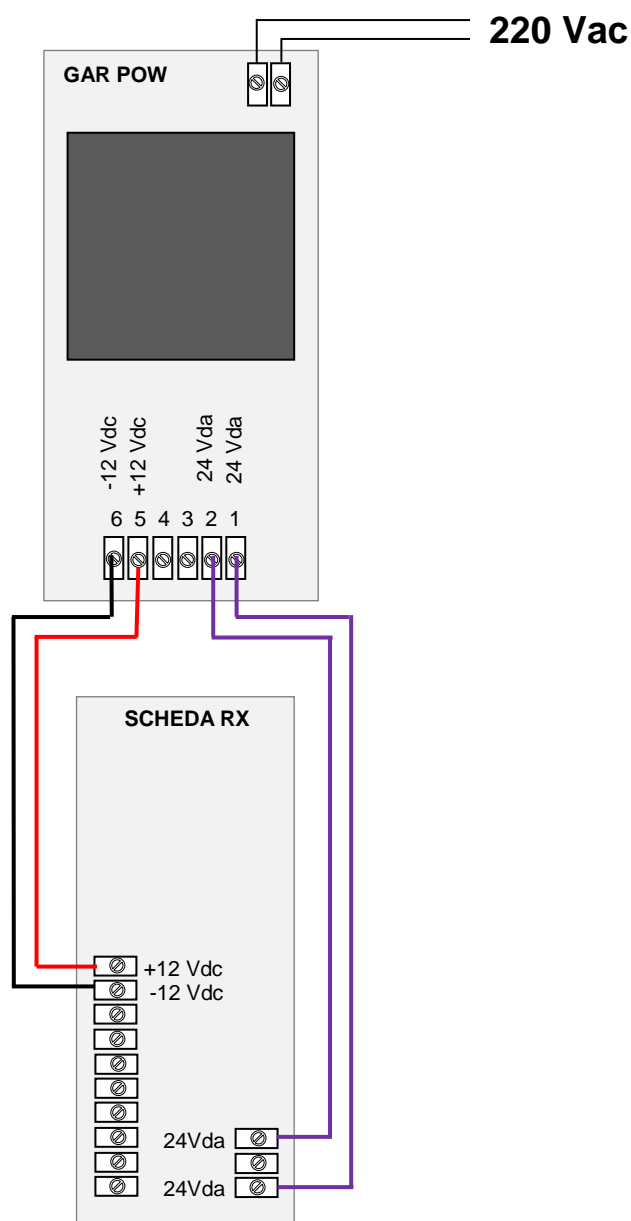 220 Vac
GAR POW
-12 Vdc
+12 Vdc
24 Vda
24 Vda
6 5 4 3 2 1
SCHEDA RX
+12 Vdc
-12 Vdc
24Vda
24Vda